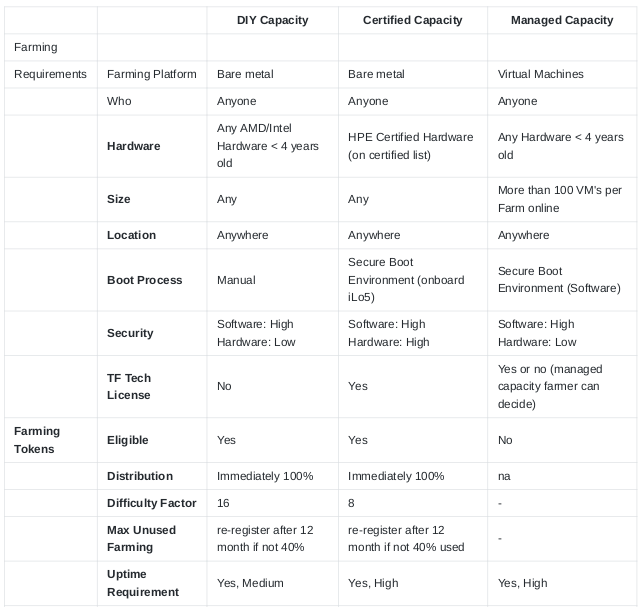 DIY Capacity Certified Capacity Managed Capacity
Farming
Requirements Farming Platform Bare metal Bare metal Virtual Machines
Who Anyone Anyone Anyone
Hardware
Any AMD/Intel
Hardware < 4 years
old
HPE Certified Hardware
(on certified list)
Any Hardware < 4 years
old
Size Any Any
More than 100 VM's per
Farm online
Location Anywhere Anywhere Anywhere
Boot Process Manual
Secure Boot
Environment (onboard
iLo5)
Secure Boot
Environment (Software)
Security
Software: High
Hardware: Low
Software: High
Hardware: High
Software: High
Hardware: Low
TF Tech
License
No Yes
Yes or no (managed
capacity farmer can
decide)
Farming
Tokens
Eligible Yes Yes No
Distribution Immediately 100% Immediately 100% na
Difficulty Factor 16 8 -
Max Unused
Farming
re-register after 12
month if not 40%
re-register after 12
month if not 40% used
-
Uptime
Requirement
Yes, Medium Yes, High Yes, High